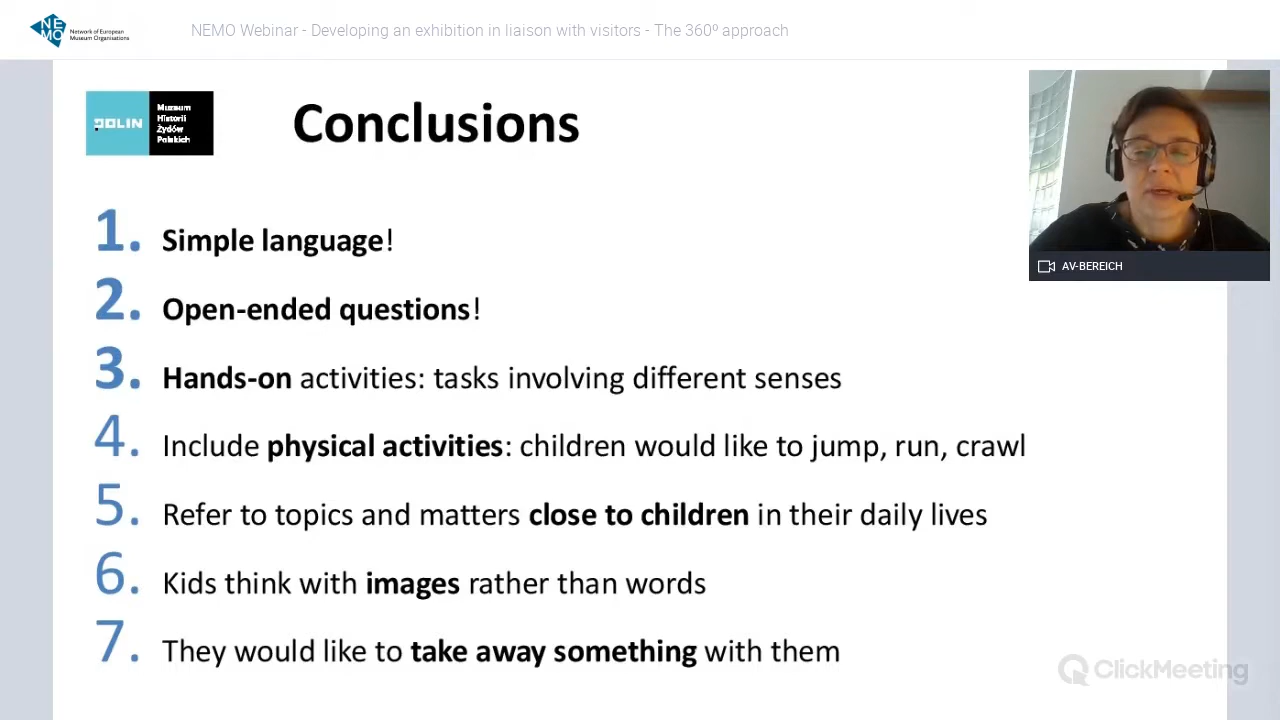 NEMO
Network of European
Museum Organisations
NEMO Webinar - Developing an exhibition in liaison with visitors - The 360º approach
POLIN
Muzeum
Historii
Żydów
Polskich
Conclusions
1. Simple language!
2. Open-ended questions!
3. Hands-on activities: tasks involving different senses
4. Include physical activities: children would like to jump, run, crawl
5. Refer to topics and matters close to children in their daily lives
6. Kids think with images rather than words
7. They would like to take away something with them
AV-BEREICH
ClickMeeting